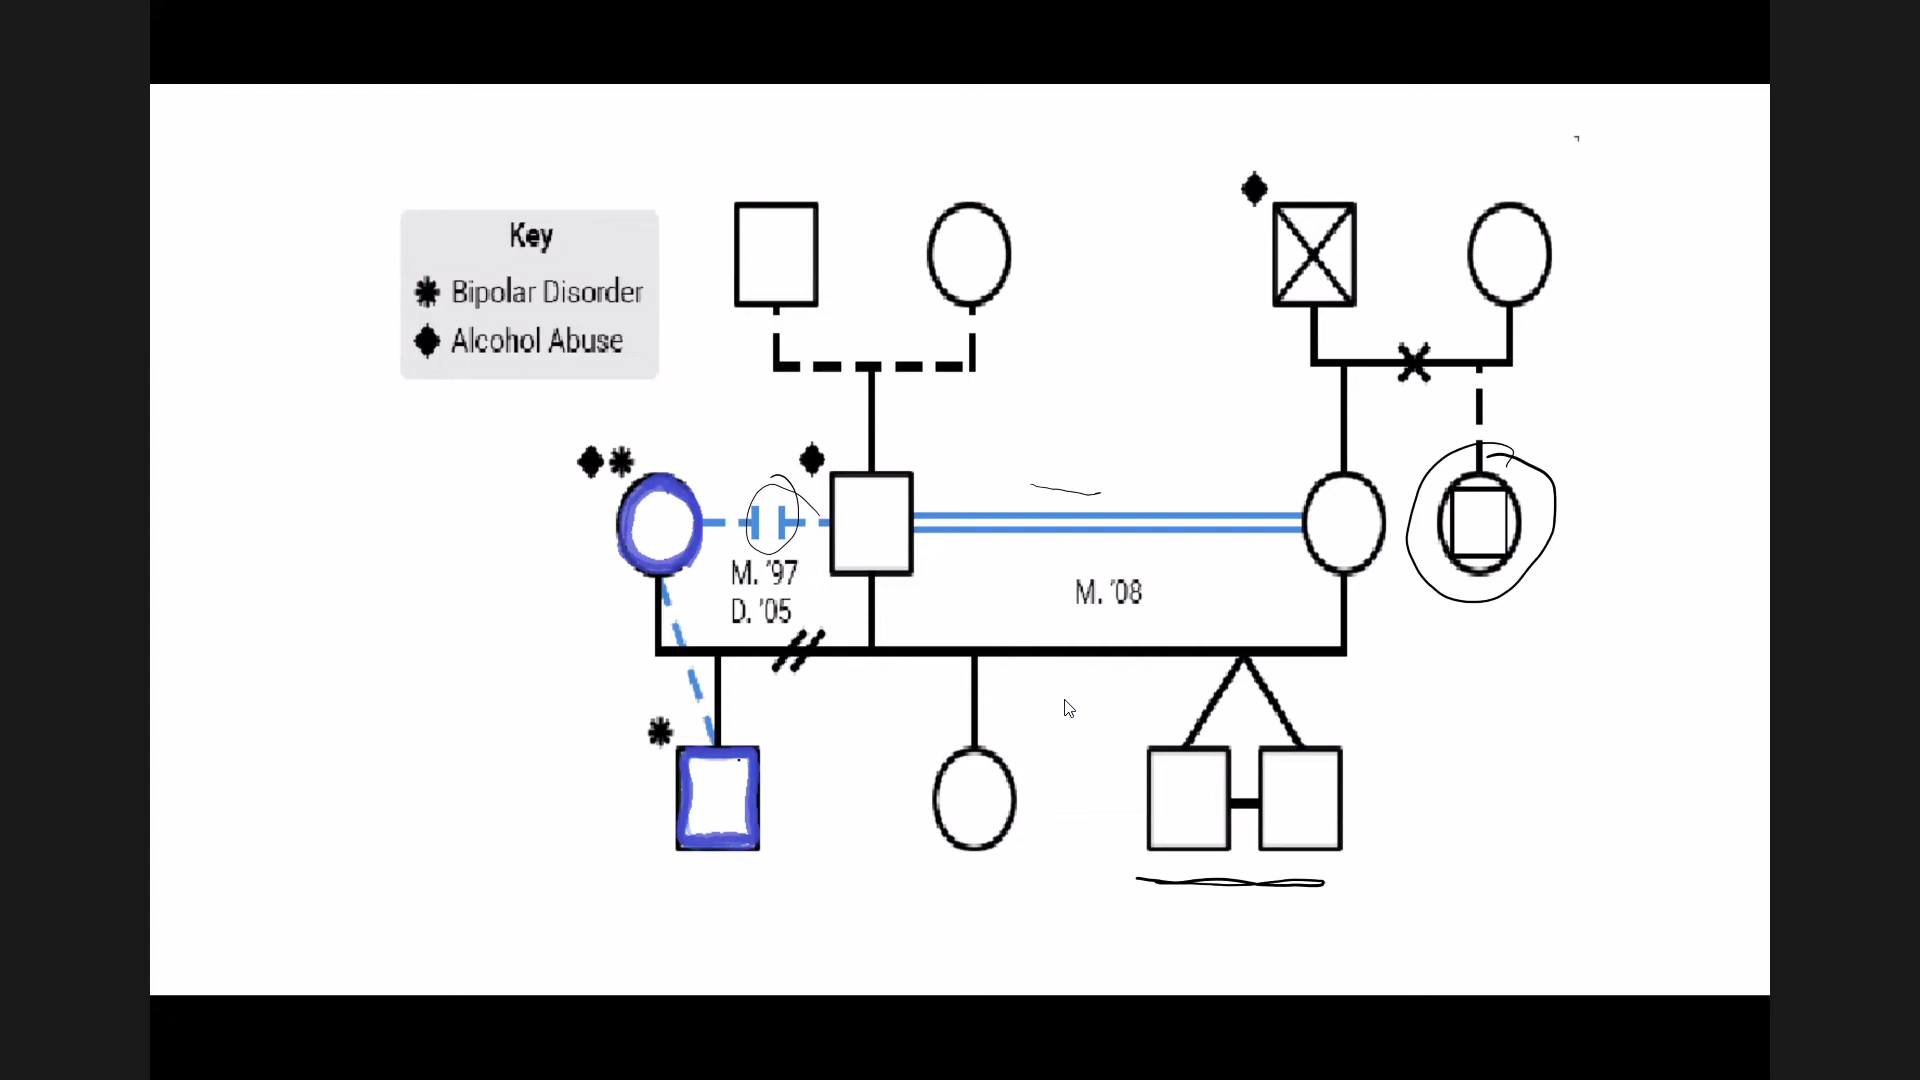 Key
Bipolar Disorder
Alcohol Abuse
M. '97
D. '05
M. '08